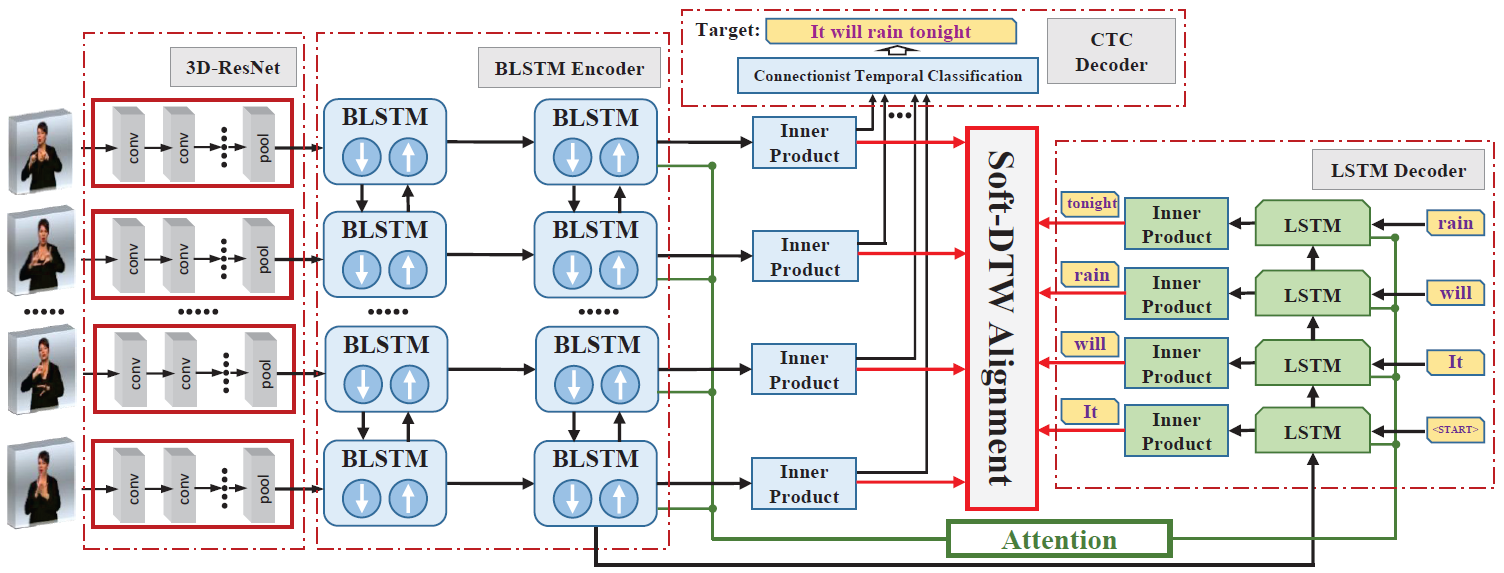 Target: It will rain tonight
CTC
Decoder
Connectionist Temporal Classification
3D-ResNet
BLSTM Encoder
LSTM Decoder
conv conv pool
BLSTM BLSTM
Inner
Product
conv conv pool
BLSTM BLSTM
Inner
Product
conv conv pool
BLSTM BLSTM
Inner
Product
conv conv pool
BLSTM BLSTM
Inner
Product
Soft-DTW Alignment
tonight
Inner
Product
LSTM
rain
rain
Inner
Product
LSTM
will
will
Inner
Product
LSTM
It
It
Inner
Product
LSTM
<START>
Attention